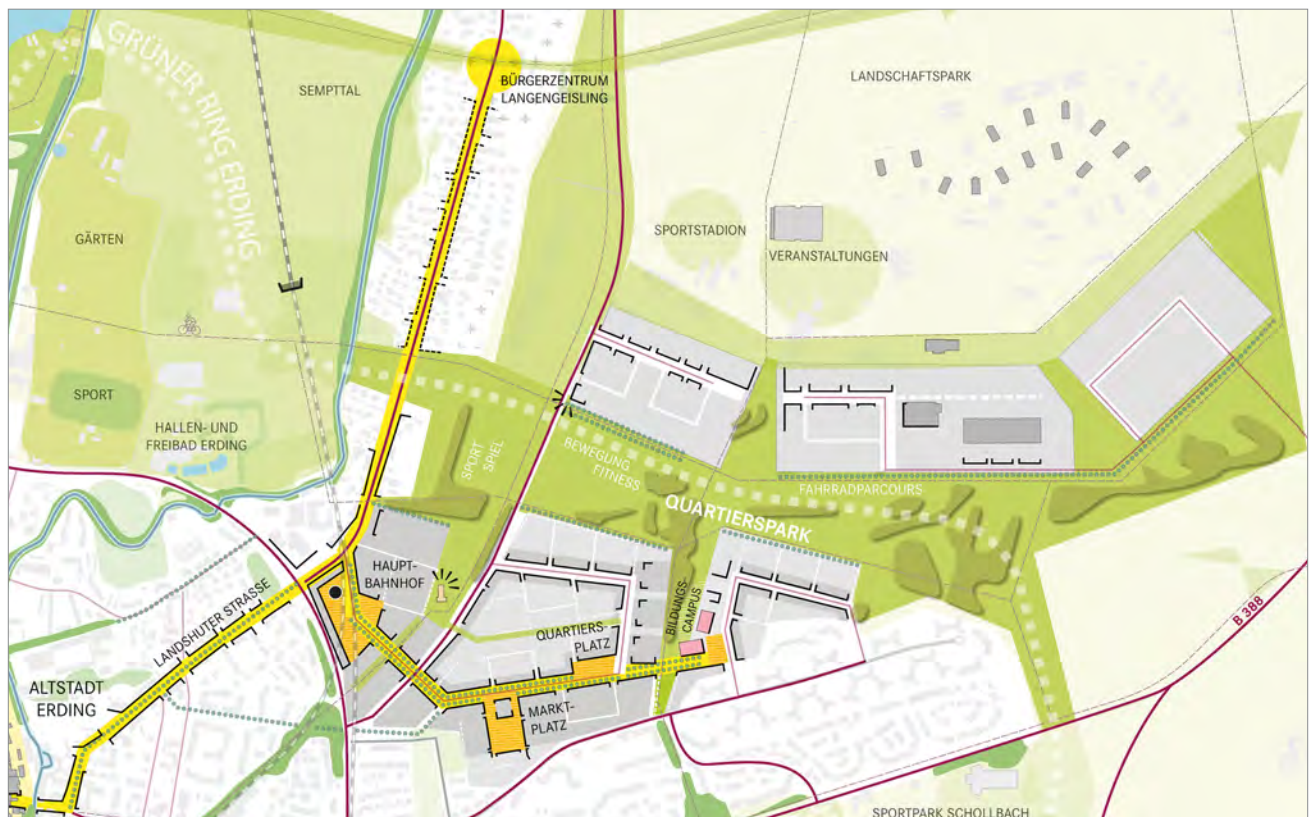 GRÜNER RING ERDING
SEMPTTAL
BÜRGERZENTRUM
LANGENGEISLING
LANDSCHAFTSPARK
GÄRTEN
SPORTSTADION
VERANSTALTUNGEN
SPORT
HALLEN- UND
FREIBAD ERDING
SPORT
SPIEL
BEWEGUNG
FITNESS
FAHRRADPARCOURS
QUARTIERSPARK
HAUPT-
BAHNHOF
LANDSHUTER STRASSE
QUARTIERS
PLATZ
BILDUNGS-
CAMPUS
B 388
ALTSTADT
ERDING
MARKT-
PLATZ
SPORTPARK SCHOLLBACH